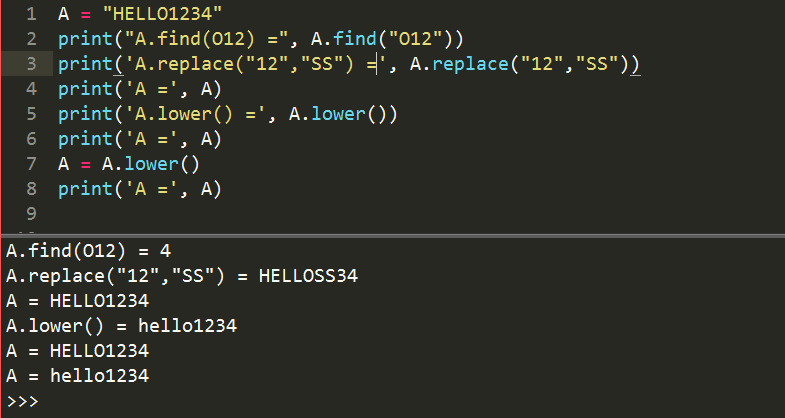 1 A = "HELLO1234"
2 print("A.find(O12) =", A.find("O12"))
3 print('A.replace("12","SS") =', A.replace("12","SS"))
4 print('A =', A)
5 print('A.lower() =', A.lower())
6 print('A =', A)
7 A = A.lower()
8 print('A =', A)
9
A.find(O12) = 4
A.replace("12","SS") = HELLOSS34
A = HELLO1234
A.lower() = hello1234
A = HELLO1234
A = hello1234
>>>